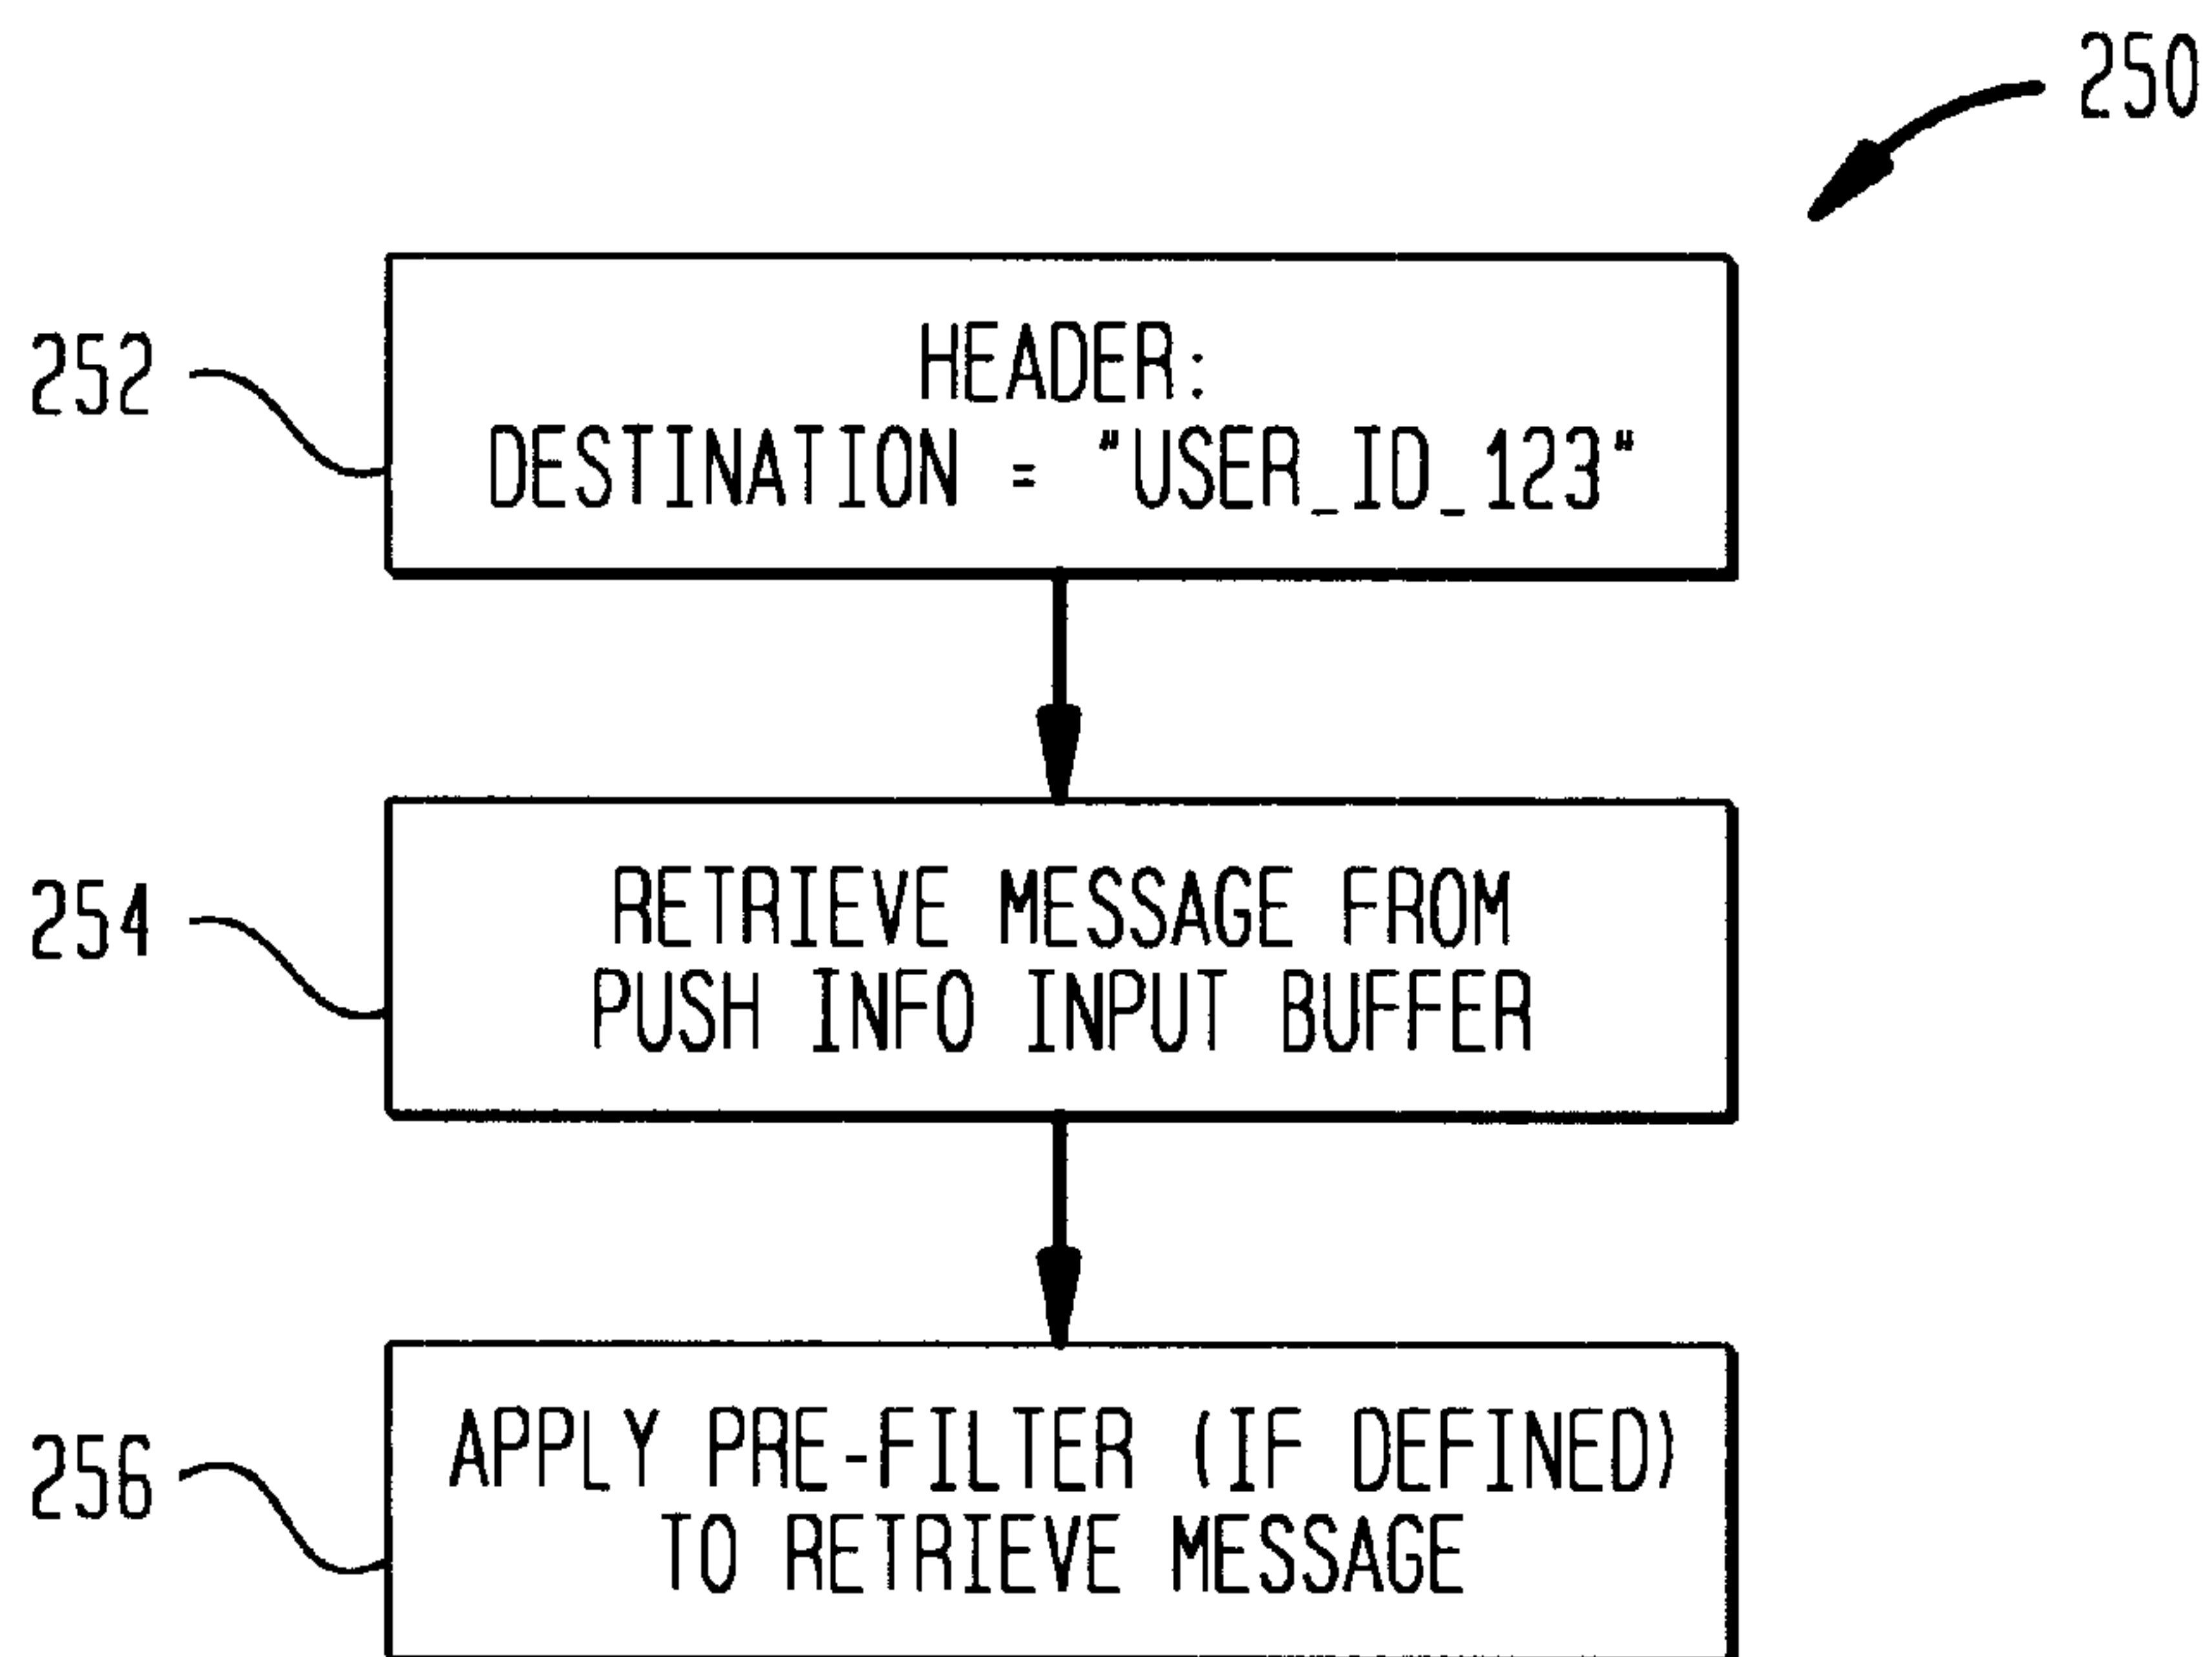 250
252
HEADER:
DESTINATION = "USER_ID_123"
254
RETRIEVE MESSAGE FROM
PUSH INFO INPUT BUFFER
256
APPLY PRE-FILTER (IF DEFINED)
TO RETRIEVE MESSAGE